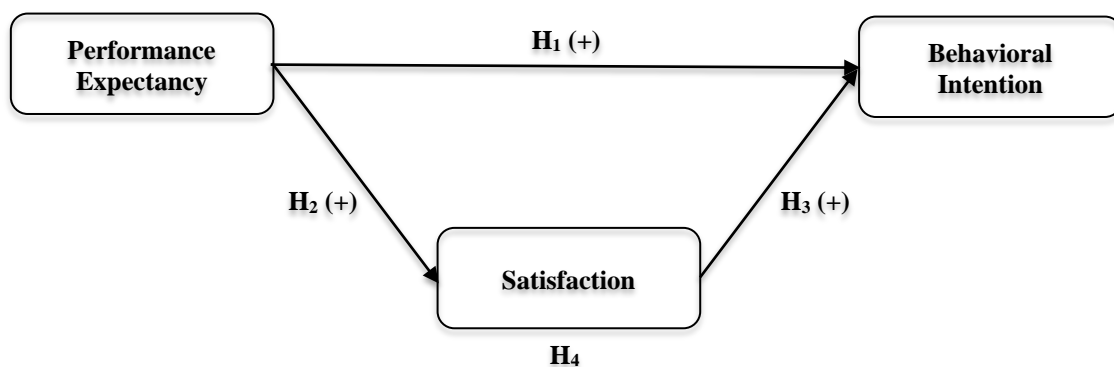 Performance
Expectancy
H₁ (+)
Behavioral
Intention
H₂ (+)
H₃ (+)
Satisfaction
H₄